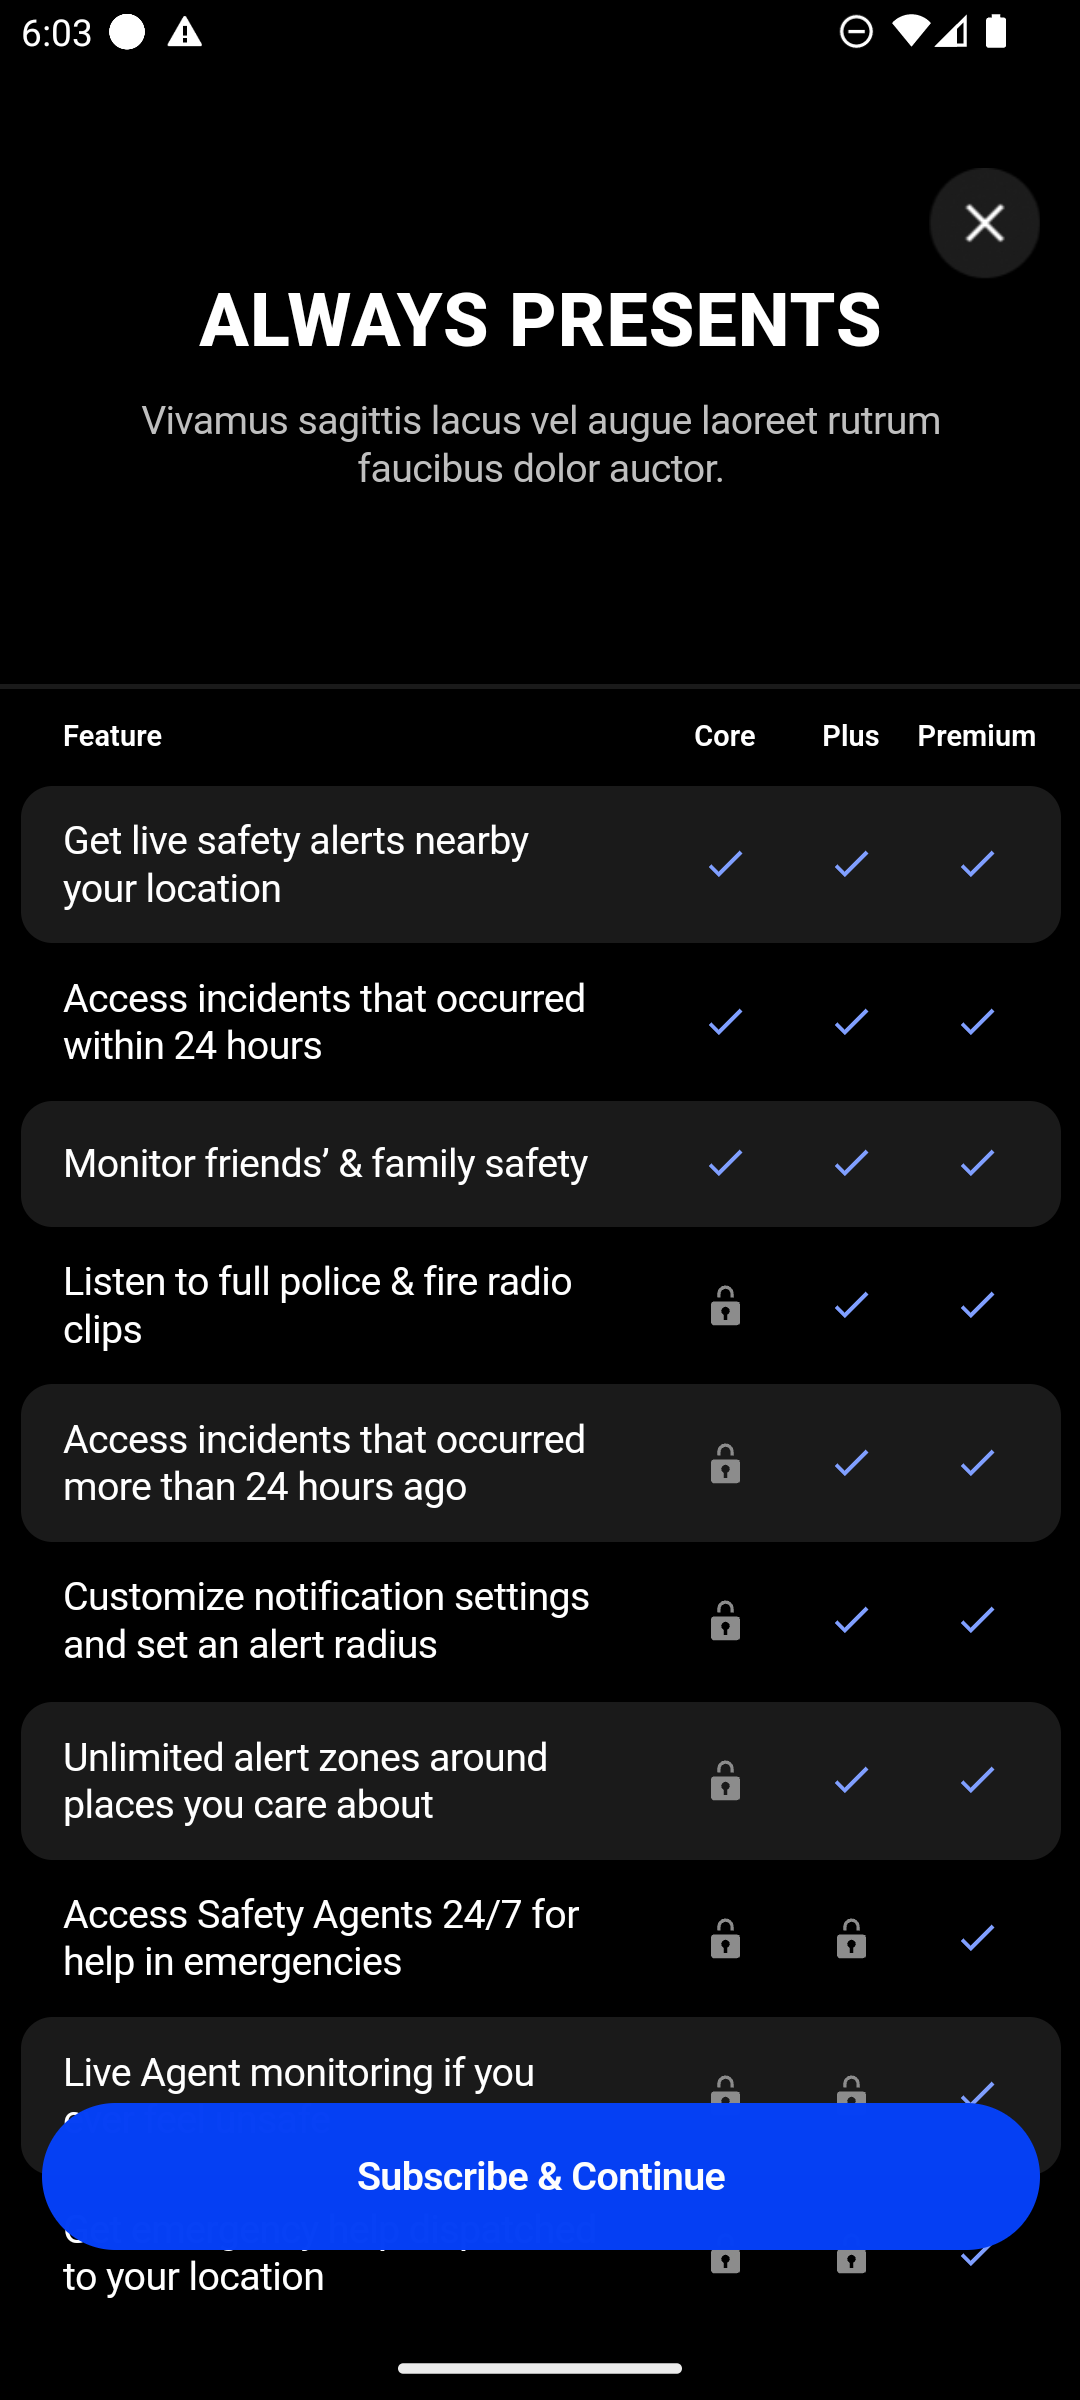 6:03
ALWAYS PRESENTS
Vivamus sagittis lacus vel augue laoreet rutrum
faucibus dolor auctor.
Feature Core Plus Premium
Get live safety alerts nearby
your location
Access incidents that occurred
within 24 hours
Monitor friends’ & family safety
Listen to full police & fire radio
clips
Access incidents that occurred
more than 24 hours ago
Customize notification settings
and set an alert radius
Unlimited alert zones around
places you care about
Access Safety Agents 24/7 for
help in emergencies
Live Agent monitoring if you
Subscribe & Continue
Get emergency help dispatched
to your location